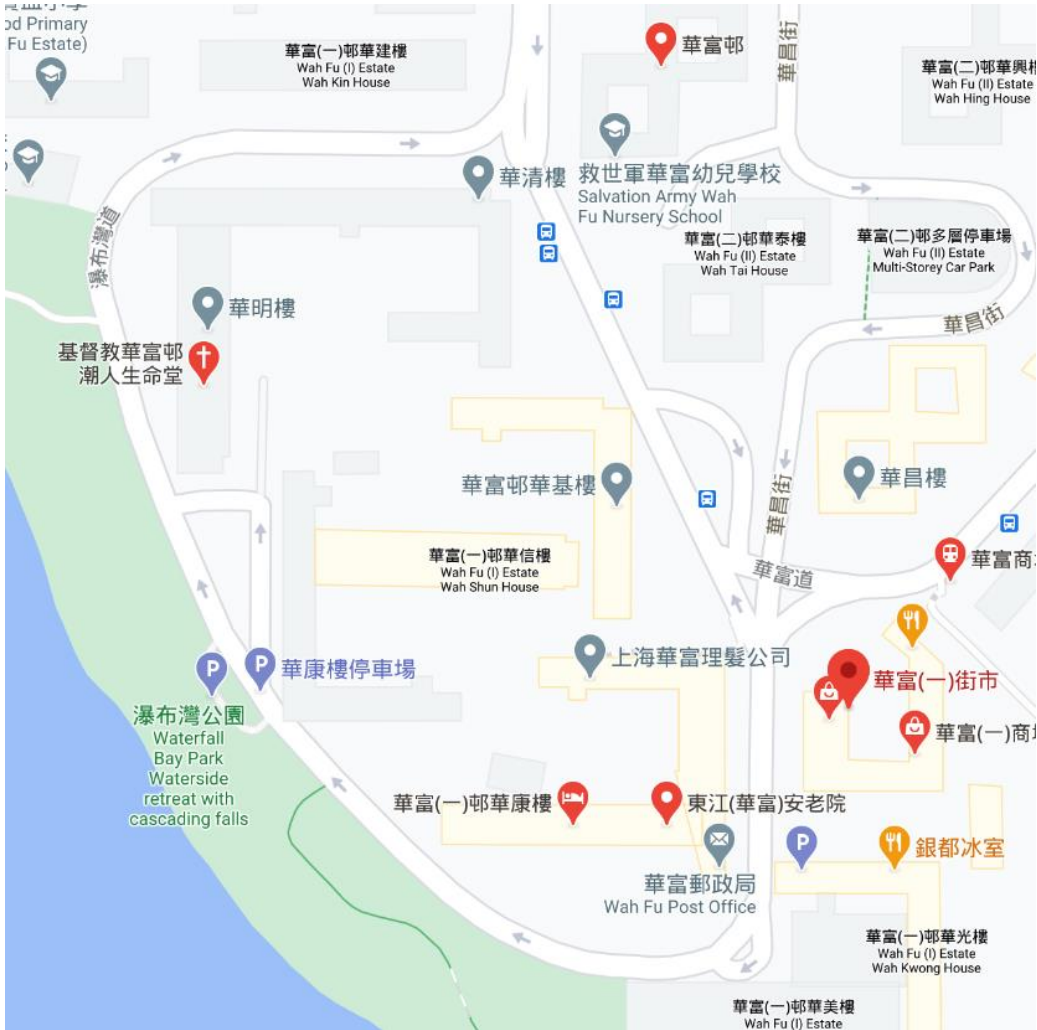 od Primary
Fu Estate)
華富(一)邨華建樓
Wah Fu (I) Estate
Wah Kin House
華富邨
華昌街
華富(二)邨華興樓
Wah Fu (II) Estate
Wah Hing House
華清樓
救世軍華富幼兒學校
Salvation Army Wah
Fu Nursery School
瀑布灣道
華富(二)邨華泰樓
Wah Fu (II) Estate
Wah Tai House
華富(二)邨多層停車場
Wah Fu (II) Estate
Multi-Storey Car Park
華明樓
華昌街
基督教華富邨
潮人生命堂
華富邨華基樓
華昌樓
華昌街
華富(一)邨華信樓
Wah Fu (I) Estate
Wah Shun House
華富道
華富商
上海華富理髮公司
P
華康樓停車場
P
華富(一)街市
瀑布灣公園
Waterfall
Bay Park
Waterside
retreat with
cascading falls
華富(一)商
華富(一)邨華康樓
東江(華富)安老院
P
銀都冰室
華富郵政局
Wah Fu Post Office
華富(一)邨華光樓
Wah Fu (I) Estate
Wah Kwong House
華富(一)邨華美樓
Wah Fu (I) Estate